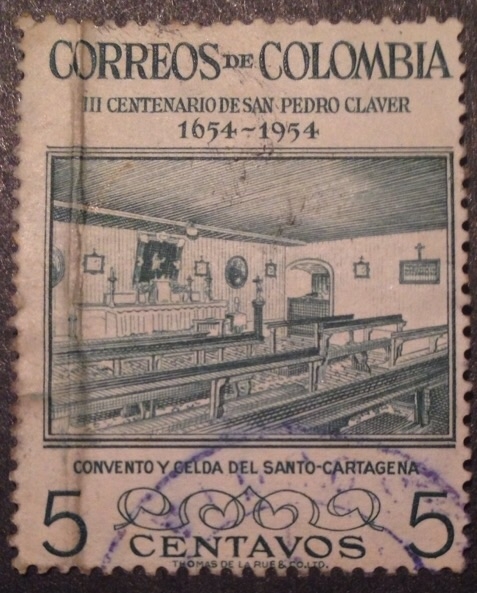 CORREOS DE COLOMBIA
III CENTENARIO DE SAN PEDRO CLAVER
1654~1954
CONVENTO Y CELDA DEL SANTO-CARTAGENA
5 5
CENTAVOS
THOMAS DE LA RUE & CO. LTD.